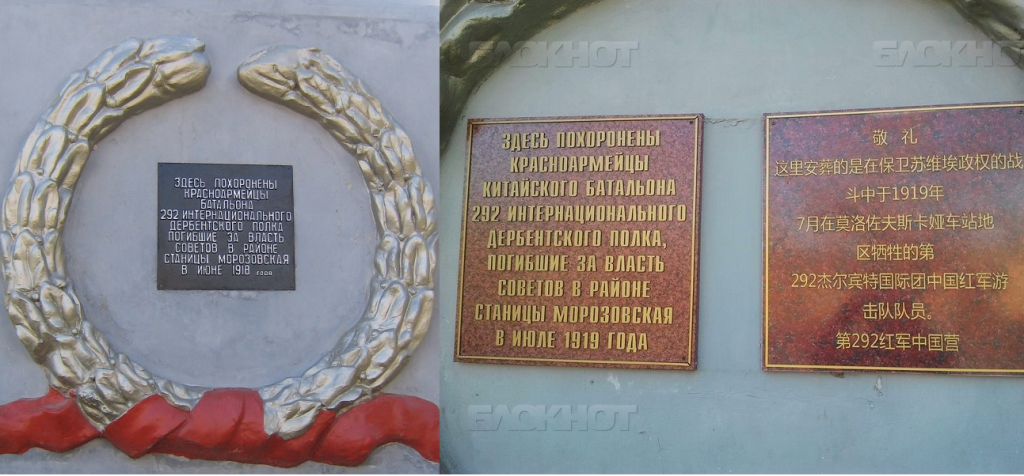 ЗДЕСЬ ПОХОРОНЕНЫ
КРАСНОАРМЕЙЦЫ
БАТАЛЬОНА
292 ИНТЕРНАЦИОНАЛЬНОГО
ДЕРБЕНТСКОГО ПОЛКА
ПОГИБШИЕ ЗА ВЛАСТЬ
СОВЕТОВ В РАЙОНЕ
СТАНИЦЫ МОРОЗОВСКАЯ
В ИЮНЕ 1918 ГОДА
БЛОКНОТ
БЛОКНОТ
ЗДЕСЬ ПОХОРОНЕНЫ
КРАСНОАРМЕЙЦЫ
КИТАЙСКОГО БАТАЛЬОНА
292 ИНТЕРНАЦИОНАЛЬНОГО
ДЕРБЕНТСКОГО ПОЛКА,
ПОГИБШИЕ ЗА ВЛАСТЬ
СОВЕТОВ В РАЙОНЕ
СТАНИЦЫ МОРОЗОВСКАЯ
В ИЮЛЕ 1919 ГОДА
敬 礼
这里安葬的是在保卫苏维埃政权的战
斗中于1919年
7月在莫洛佐夫斯卡娅车站地
区牺牲的第
292杰尔宾特国际团中国红军游
击队队员。
第292红军中国营
БЛОКНОТ
БЛОКНОТ